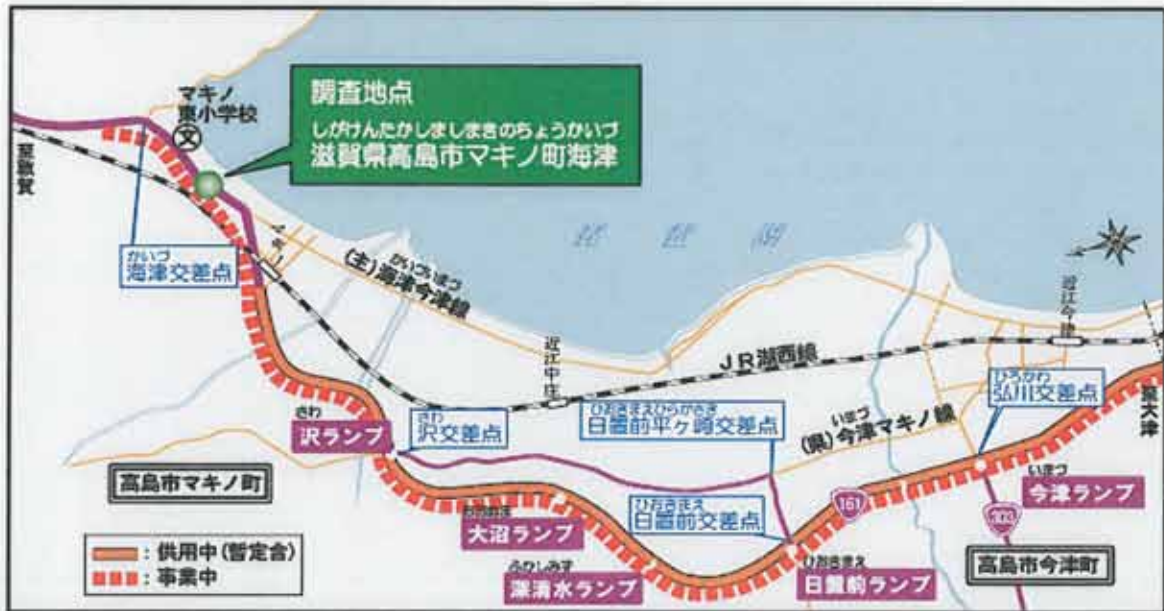 マキノ
東小学校
文
調査地点
しがけんたかしましまきのちょうかいづ
滋賀県高島市マキノ町海津
至敦賀
かいづ
海津交差点
マキノ
かいづいまづ
(主)海津今津線
近江中庄
JR湖西線
近江今津
ひろかわ
弘川交差点
至大津
さわ
沢ランプ
さわ
沢交差点
ひおきまえひらがさき
日置前平ヶ崎交差点
いまづ
(県)今津マキノ線
高島市マキノ町
おおぬま
大沼ランプ
ひおきまえ
日置前交差点
161
いまづ
今津ランプ
303
ふかしみず
深清水ランプ
ひおきまえ
日置前ランプ
高島市今津町
:供用中(暫定含)
:事業中